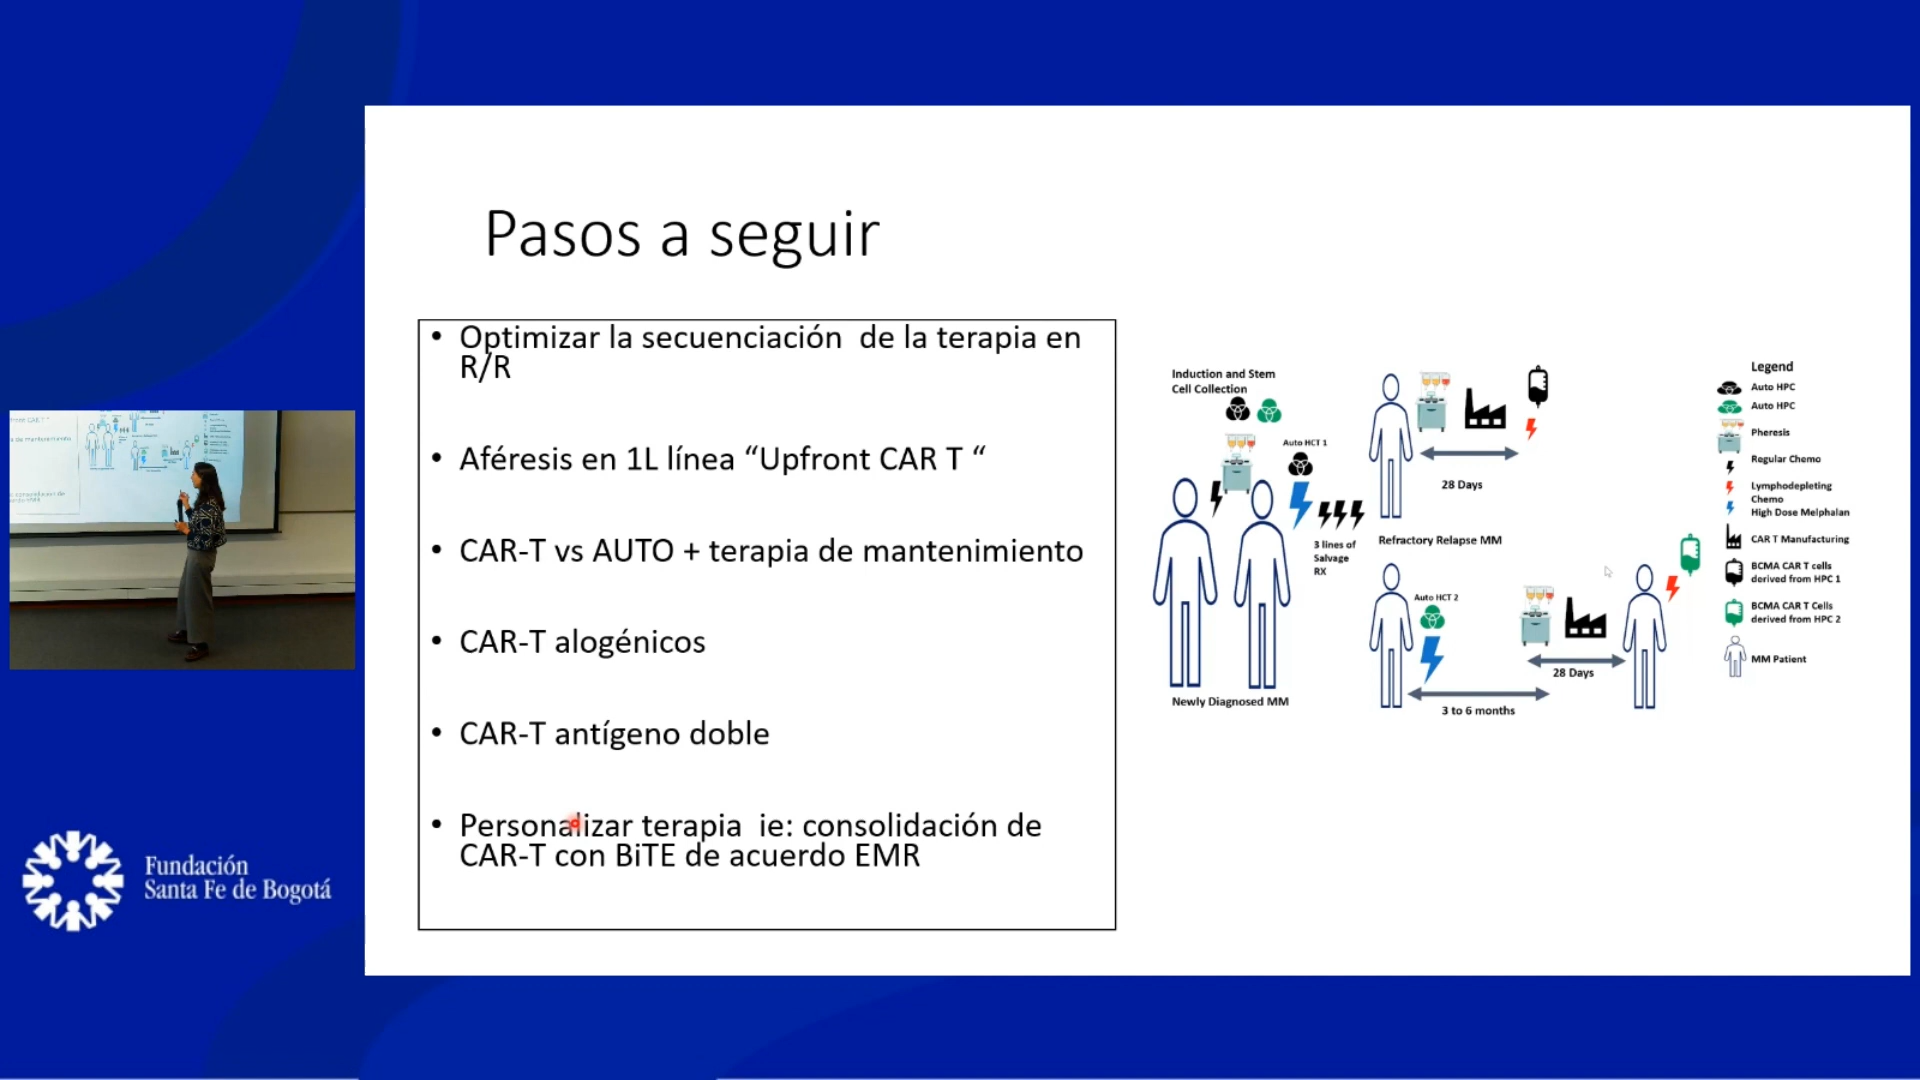 Pasos a seguir
• Optimizar la secuenciación de la terapia en
R/R
• Aféresis en 1L línea “Upfront CAR T “
• CAR-T vs AUTO + terapia de mantenimiento
• CAR-T alogénicos
• CAR-T antígeno doble
• Personalizar terapia ie: consolidación de
CAR-T con BiTE de acuerdo EMR
Induction and Stem
Cell Collection
Auto HCT 1
3 lines of
Salvage
RX
Newly Diagnosed MM
28 Days
Refractory Relapse MM
Auto HCT 2
28 Days
3 to 6 months
Legend
Auto HPC
Auto HPC
Pheresis
Regular Chemo
Lymphodepleting
Chemo
High Dose Melphalan
CAR T Manufacturing
BCMA CAR T cells
derived from HPC 1
BCMA CAR T Cells
derived from HPC 2
MM Patient
Fundación
Santa Fe de Bogotá